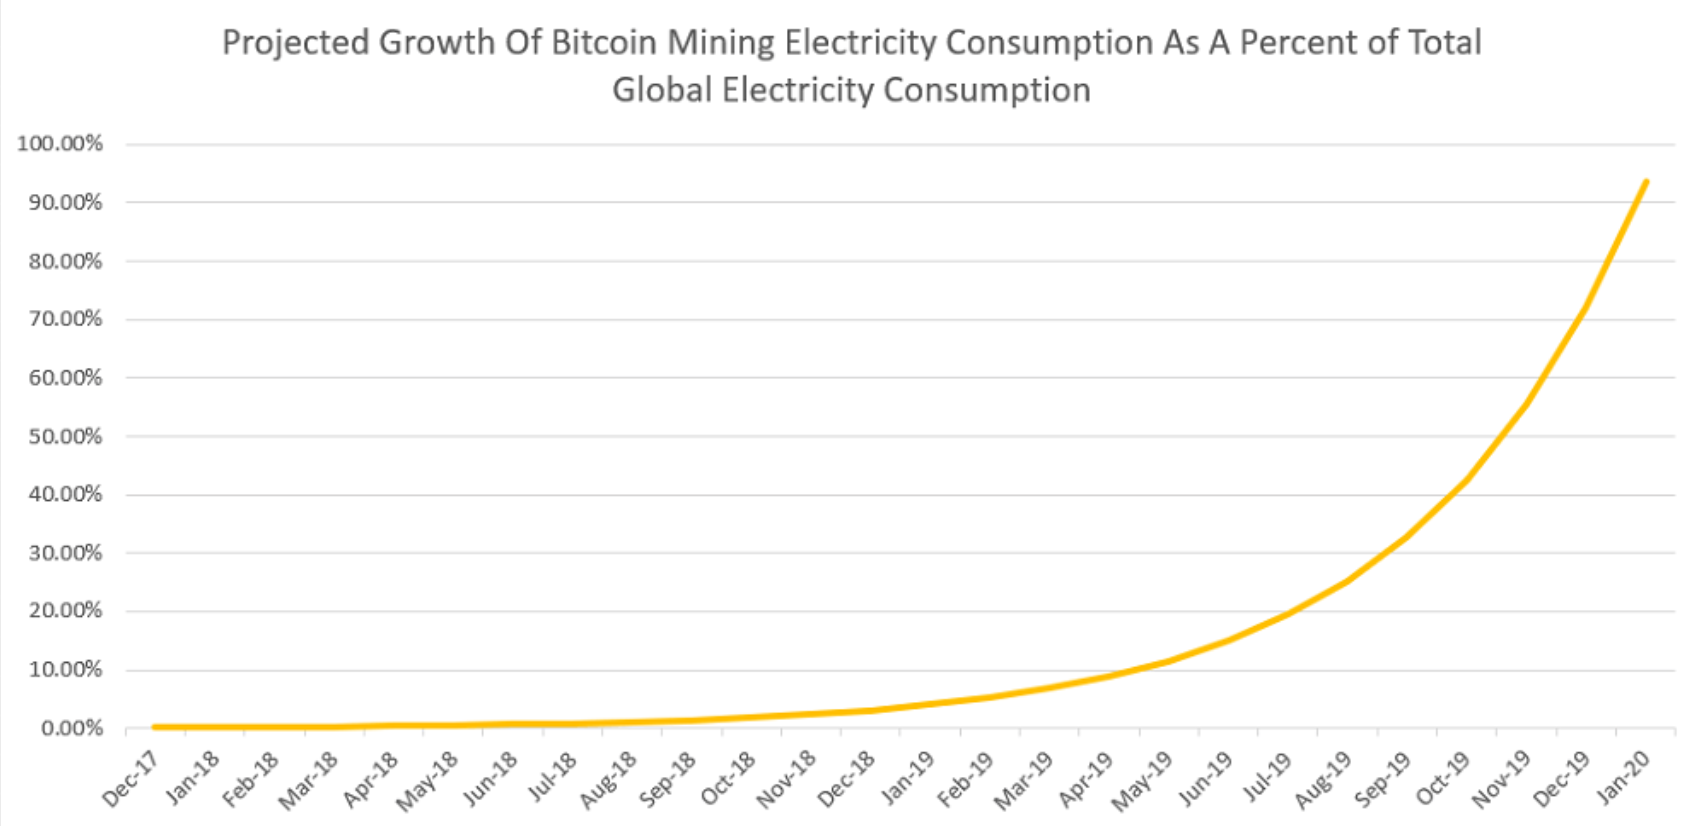 Projected Growth Of Bitcoin Mining Electricity Consumption As A Percent of Total
Global Electricity Consumption
100.00%
90.00%
80.00%
70.00%
60.00%
50.00%
40.00%
30.00%
20.00%
10.00%
0.00%
Dec-17
Jan-18
Feb-18
Mar-18
Apr-18
May-18
Jun-18
Jul-18
Aug-18
Sep-18
Oct-18
Nov-18
Dec-18
Jan-19
Feb-19
Mar-19
Apr-19
May-19
Jun-19
Jul-19
Aug-19
Sep-19
Oct-19
Nov-19
Dec-19
Jan-20